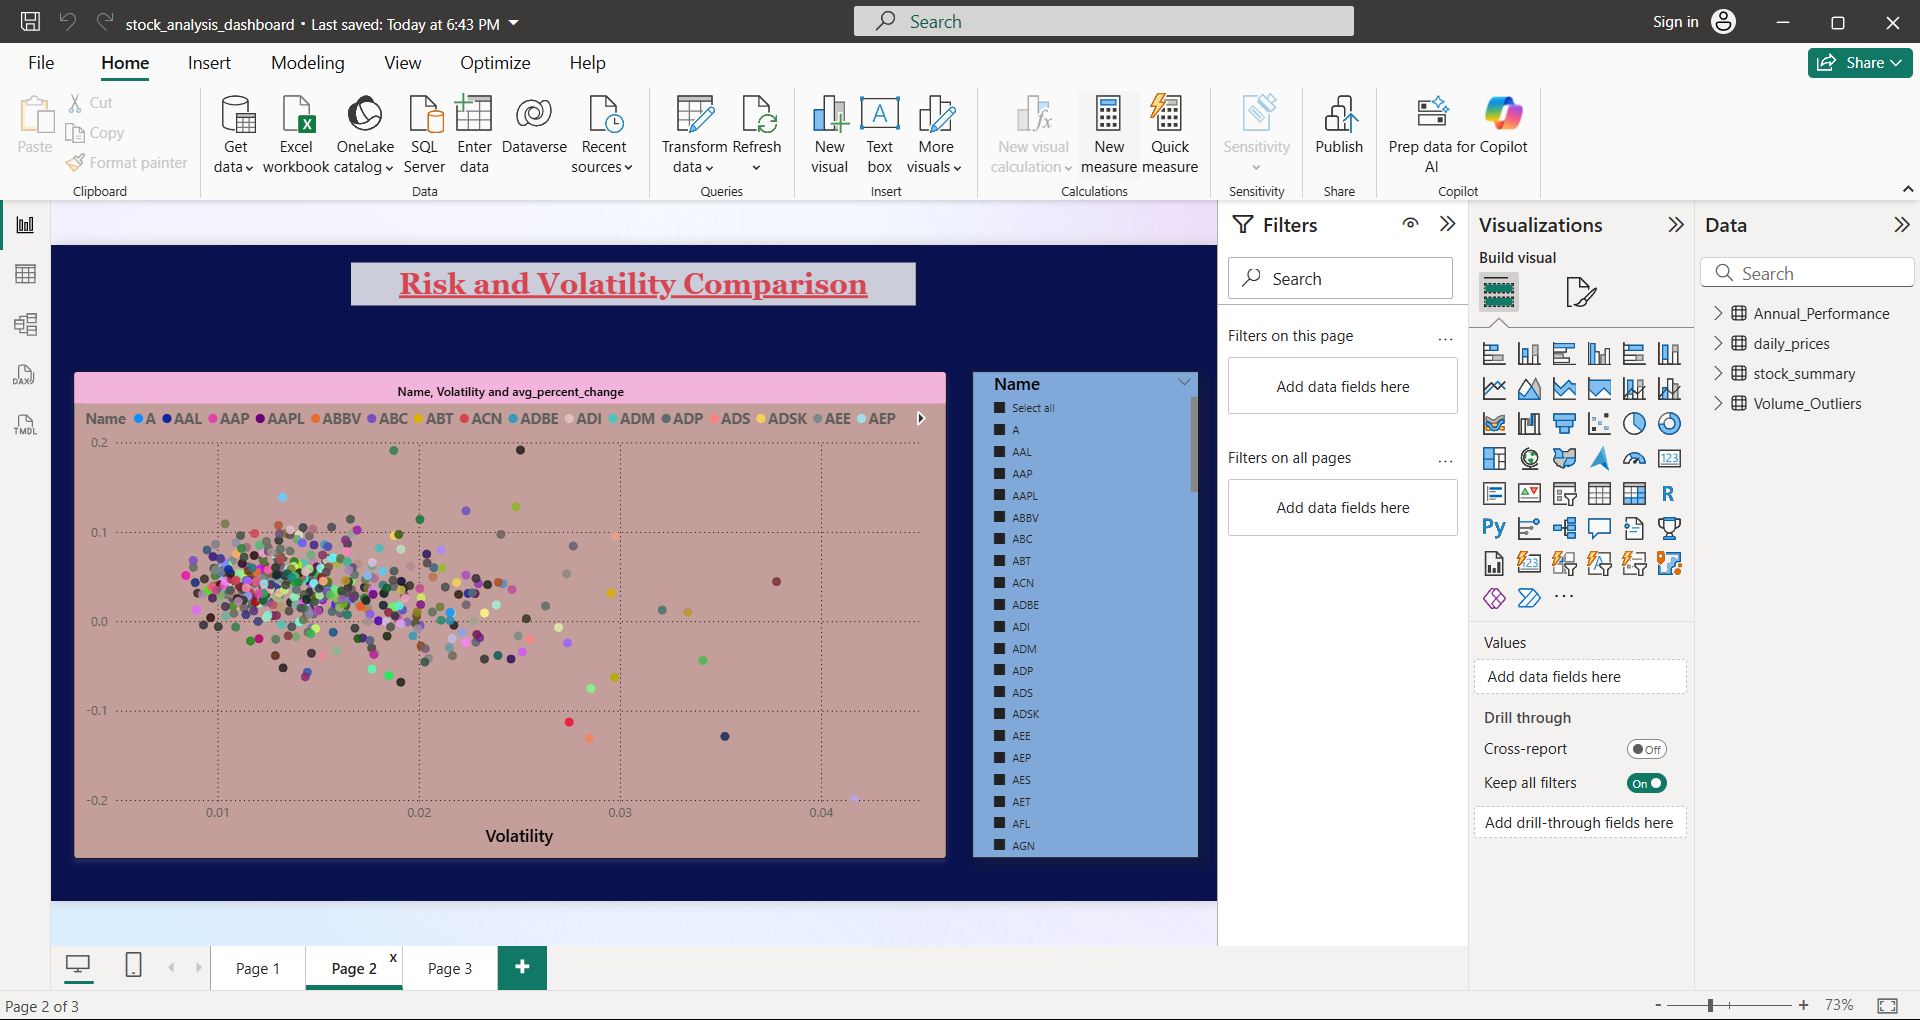 stock_analysis_dashboard • Last saved: Today at 6:43 PM
Search
Sign in
File Home Insert Modeling View Optimize Help
Share
Paste
Cut
Copy
Format painter
Clipboard
Get data
Excel workbook
OneLake catalog
SQL Server
Enter data
Dataverse
Recent sources
Data
Transform data
Refresh
Queries
New visual
Text box
More visuals
Insert
New visual calculation
New measure
Quick measure
Calculations
Sensitivity
Sensitivity
Publish
Share
Prep data for AI
Copilot
Copilot
DAX
TMDL
Risk and Volatility Comparison
Name, Volatility and avg_percent_change
Name A AAL AAP AAPL ABBV ABC ABT ACN ADBE ADI ADM ADP ADS ADSK AEE AEP
0.2
0.1
0.0
-0.1
-0.2
0.01 0.02 0.03 0.04
Volatility
Name
Select all
A
AAL
AAP
AAPL
ABBV
ABC
ABT
ACN
ADBE
ADI
ADM
ADP
ADS
ADSK
AEE
AEP
AES
AET
AFL
AGN
Filters
Search
Filters on this page
...
Add data fields here
Filters on all pages
...
Add data fields here
Visualizations
Build visual
123
R
Py
123
...
Values
Add data fields here
Drill through
Cross-report
Off
Keep all filters
On
Add drill-through fields here
Data
Search
Annual_Performance
daily_prices
stock_summary
Volume_Outliers
Page 1
Page 2
x
Page 3
+
Page 2 of 3
- + 73%